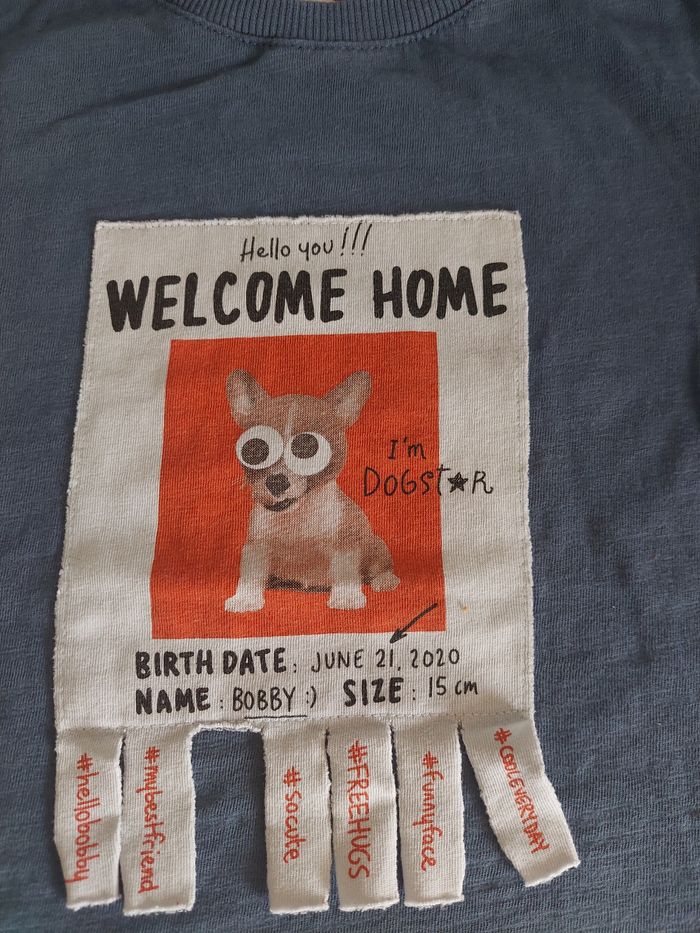 Hello you!!!
WELCOME HOME
I'm
DOGST★R
BIRTH DATE: JUNE 21, 2020
NAME: BOBBY :) SIZE: 15 cm
#hellobobby
#mybestfriend
#socute
#FREEHUGS
#funnyface
#COOLEVERYDAY